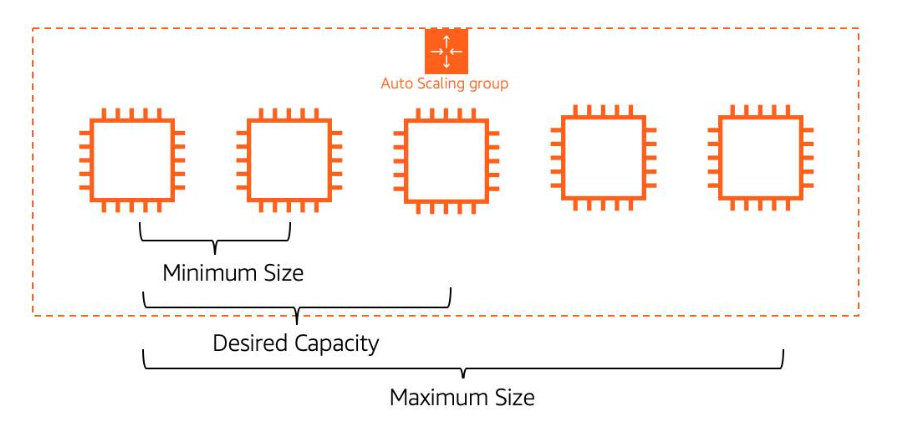 Auto Scaling group
Minimum Size
Desired Capacity
Maximum Size